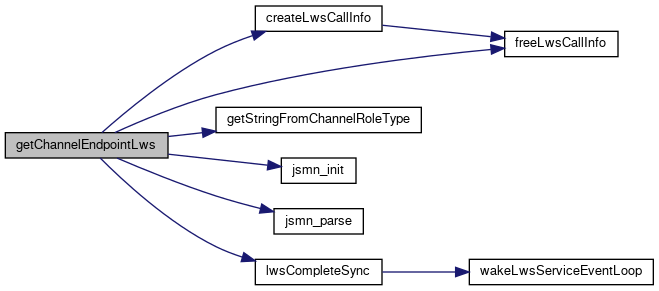 createLwsCallInfo
freeLwsCallInfo
getStringFromChannelRoleType
getChannelEndpointLws
jsmn_init
jsmn_parse
lwsCompleteSync
wakeLwsServiceEventLoop